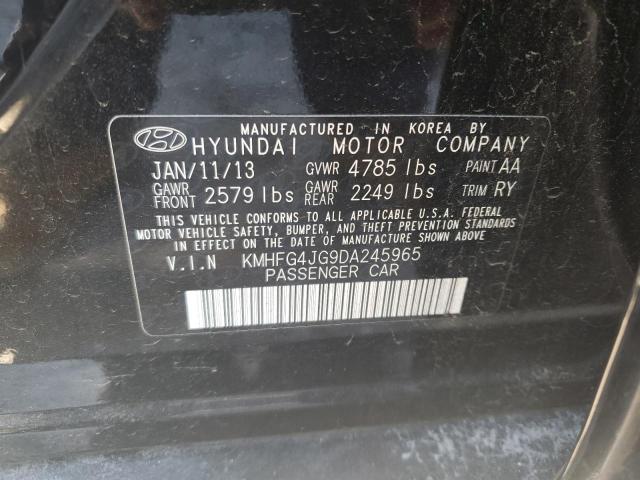 MANUFACTURED IN KOREA BY
HYUNDAI MOTOR COMPANY
JAN/11/13 GVWR 4785 lbs PAINT AA
GAWR FRONT 2579 lbs GAWR REAR 2249 lbs TRIM RY
THIS VEHICLE CONFORMS TO ALL APPLICABLE U.S.A. FEDERAL
MOTOR VEHICLE SAFETY, BUMPER, AND THEFT PREVENTION STANDARDS
IN EFFECT ON THE DATE OF MANUFACTURE SHOWN ABOVE.
V.I.N KMHFG4JG9DA245965
PASSENGER CAR